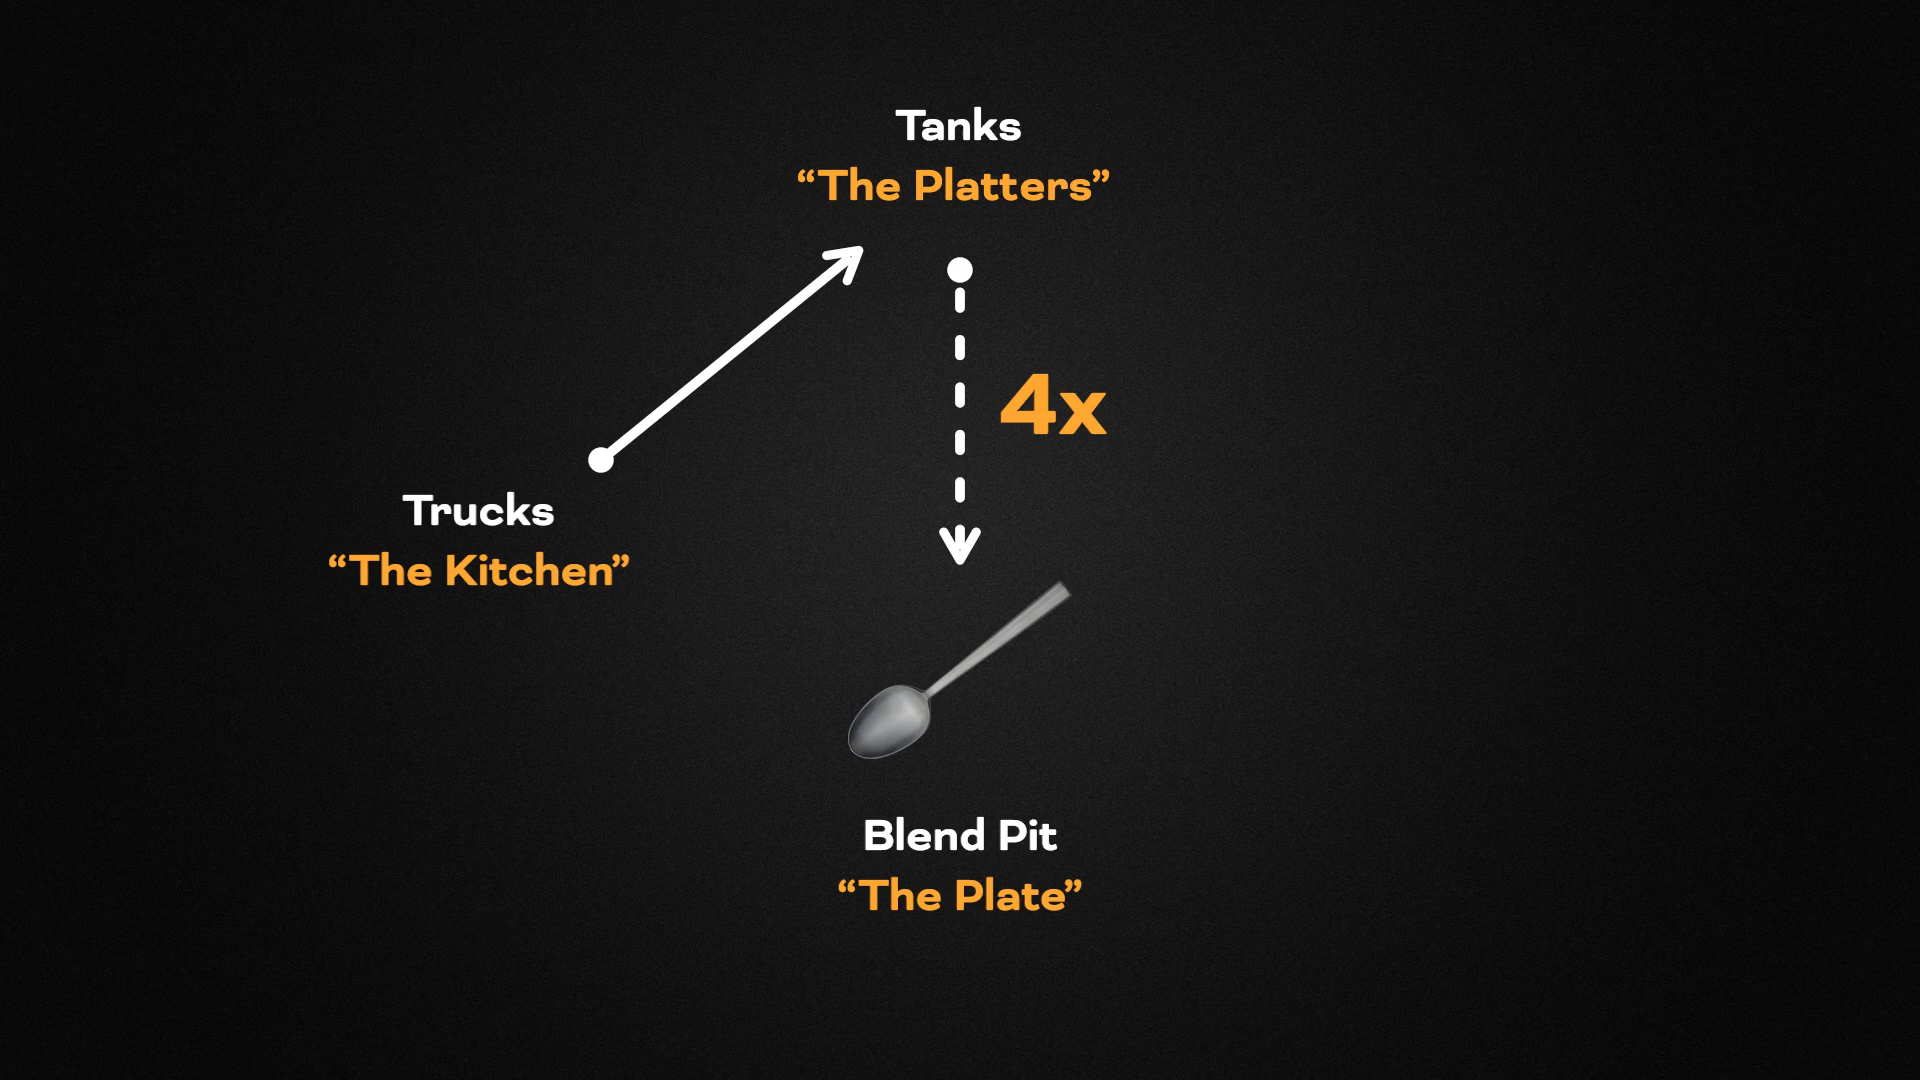 Tanks
“The Platters”
4x
Trucks
“The Kitchen”
Blend Pit
“The Plate”